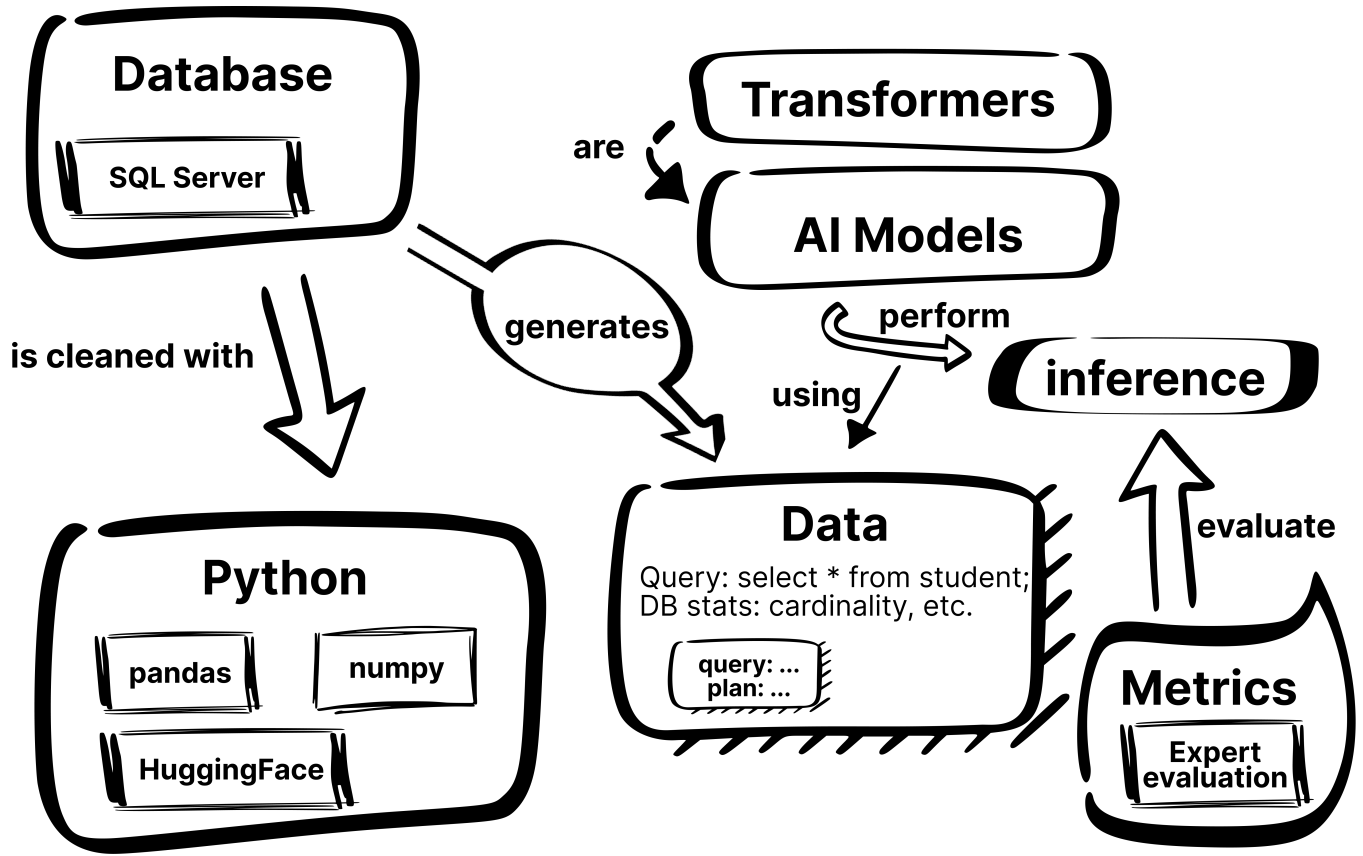 Database
SQL Server
Transformers
are
AI Models
generates
perform
is cleaned with
using
inference
Data
Query: select * from student;
DB stats: cardinality, etc.
query: ...
plan: ...
evaluate
Python
pandas
numpy
HuggingFace
Metrics
Expert
evaluation